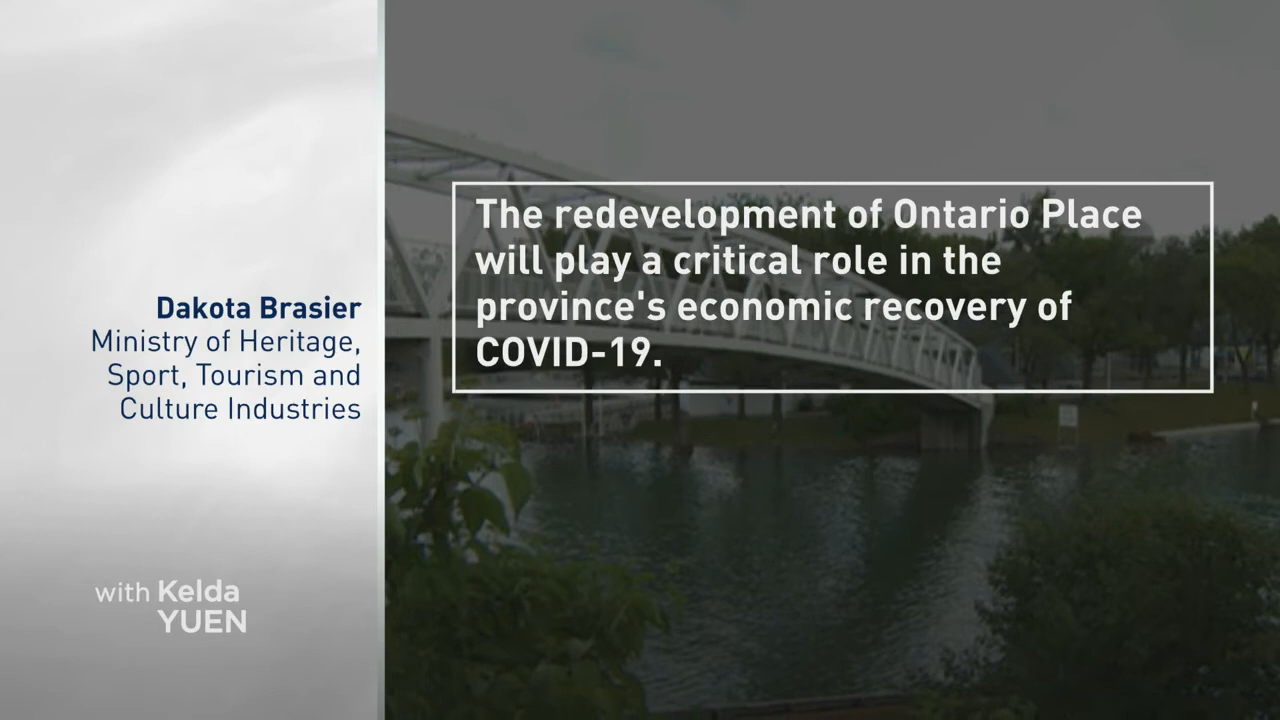 Dakota Brasier
Ministry of Heritage,
Sport, Tourism and
Culture Industries
with Kelda
YUEN
The redevelopment of Ontario Place
will play a critical role in the
province's economic recovery of
COVID-19.